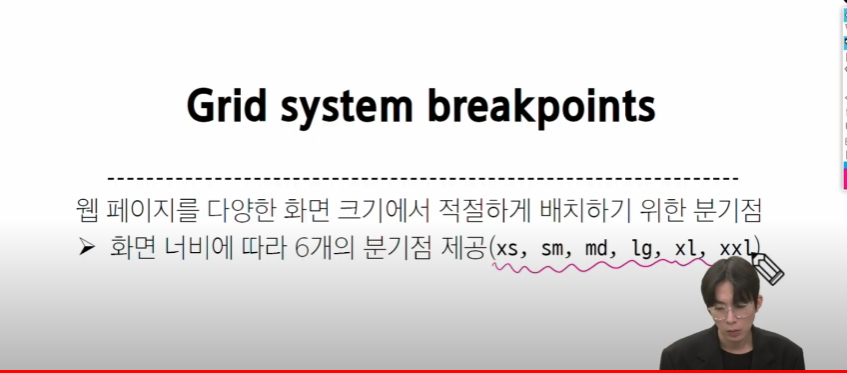 Grid system breakpoints
웹 페이지를 다양한 화면 크기에서 적절하게 배치하기 위한 분기점
➢ 화면 너비에 따라 6개의 분기점 제공(xs, sm, md, lg, xl, xxl)